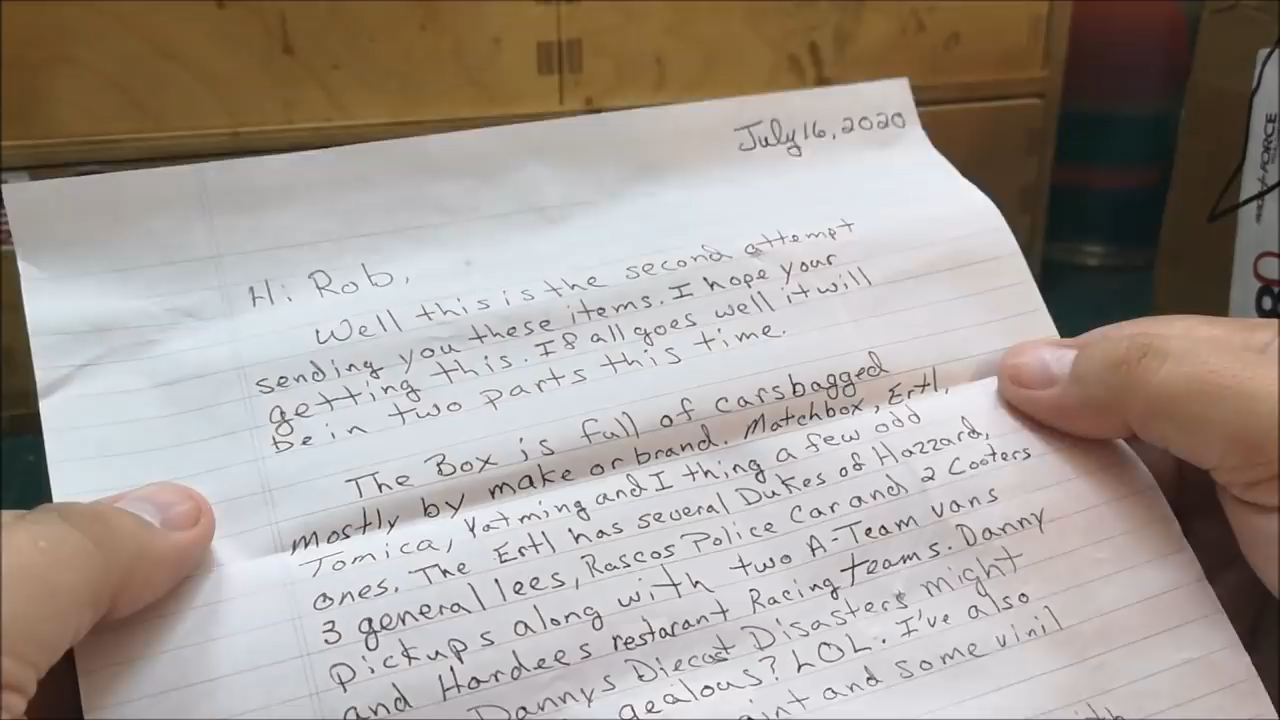 July 16, 2020
Hi Rob,
Well this is the second attempt
sending you these items. I hope your
getting this. If all goes well it will
be in two parts this time.
The Box is full of cars bagged
mostly by make or brand. Matchbox, Ertl,
Tomica, Yatming and I thing a few odd
ones. The Ertl has several Dukes of Hazzard,
3 general lees, Rascos Police Car and 2 Cooters
Pickups along with two A-Team vans
and Hardees restarant Racing teams. Danny
Dannys Diecast Disasters might
gealous? LOL. I've also
and some vinil
FORCE
80